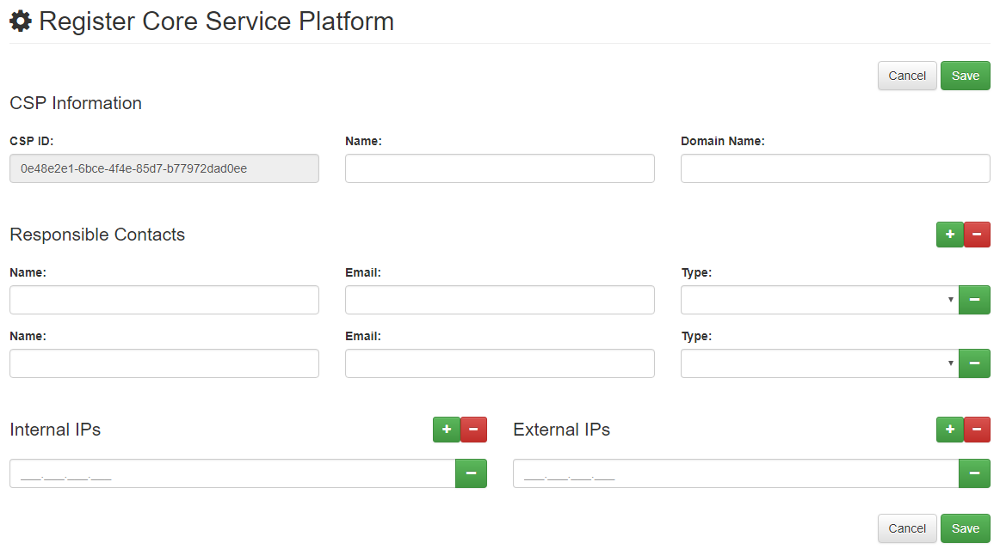 Register Core Service Platform
Cancel Save
CSP Information
CSP ID: Name: Domain Name:
0e48e2e1-6bce-4f4e-85d7-b77972dad0ee
Responsible Contacts + −
Name: Email: Type:
▾ −
Name: Email: Type:
▾ −
Internal IPs + − External IPs + −
___.___.___.___ − ___.___.___.___ −
Cancel Save